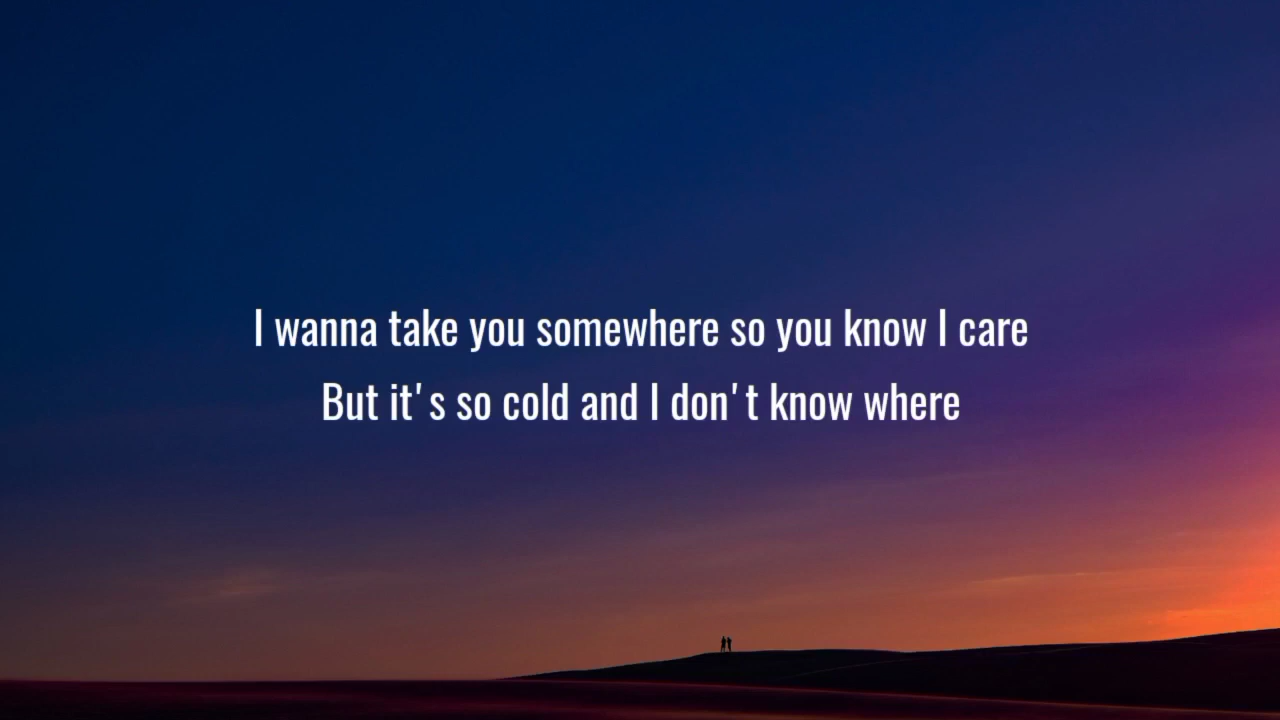 I wanna take you somewhere so you know I care
But it's so cold and I don't know where